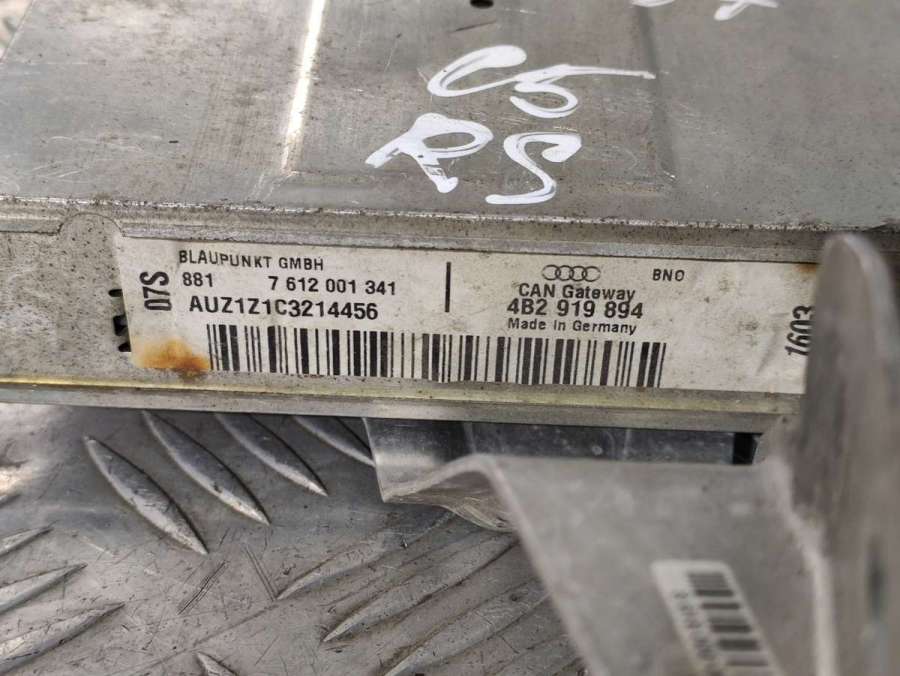 C5
RS
07S
BLAUPUNKT GMBH
881 7 612 001 341
AUZ1Z1C3214456
BNO
CAN Gateway
4B2 919 894
Made in Germany
1603